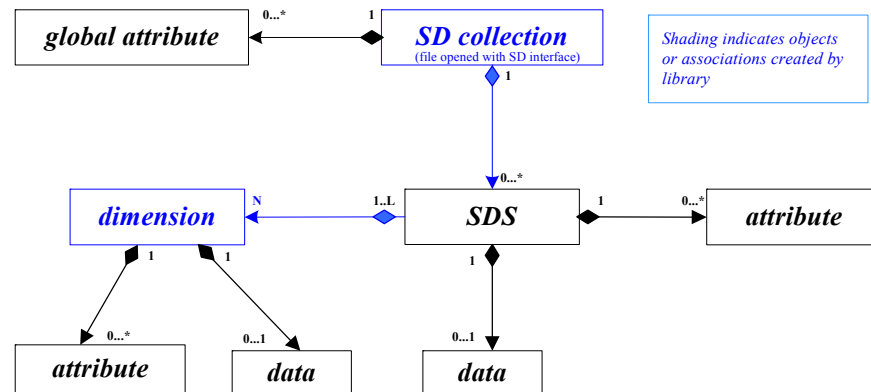 0...*
1
global attribute
SD collection
(file opened with SD interface)
1
Shading indicates objects
or associations created by
library
0...*
dimension
N
1..L
SDS
1
0...*
attribute
1
1
1
0...*
0...1
0...1
attribute
data
data